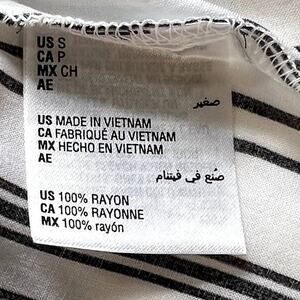 US S
CA P
MX CH
AE
صغير
US MADE IN VIETNAM
CA FABRIQUÉ AU VIETNAM
MX HECHO EN VIETNAM
AE
صُنع في فيتنام
US 100% RAYON
CA 100% RAYONNE
MX 100% rayón